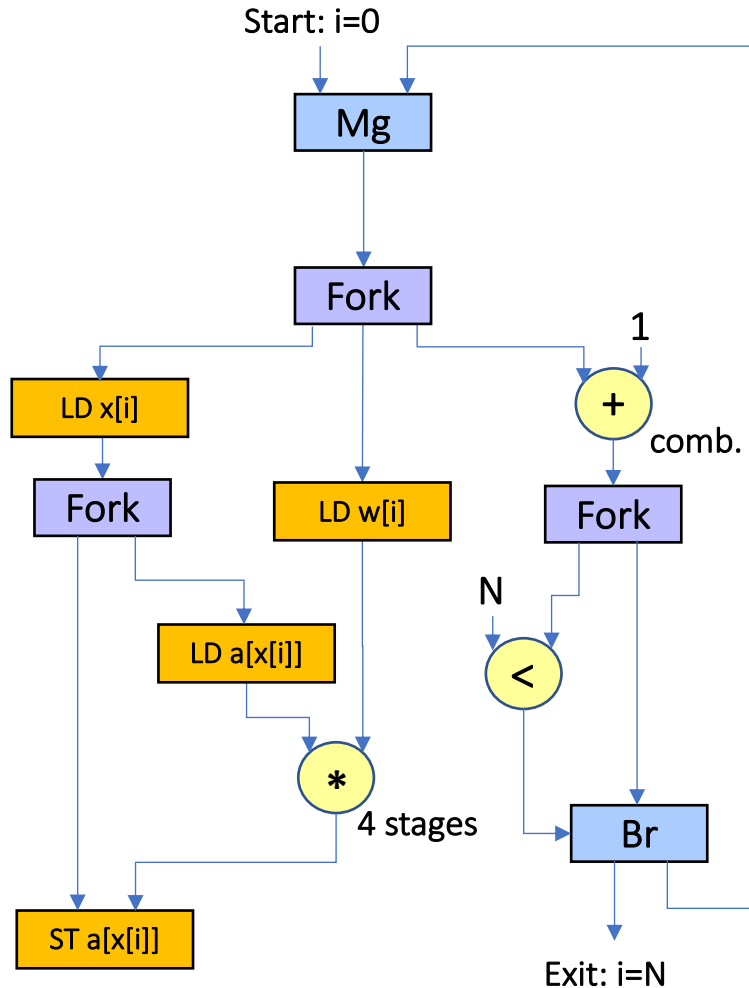 Start: i=0
Mg
Fork
1
LD x[i]
+
comb.
Fork
LD w[i]
Fork
N
LD a[x[i]]
<
*
4 stages
Br
ST a[x[i]]
Exit: i=N